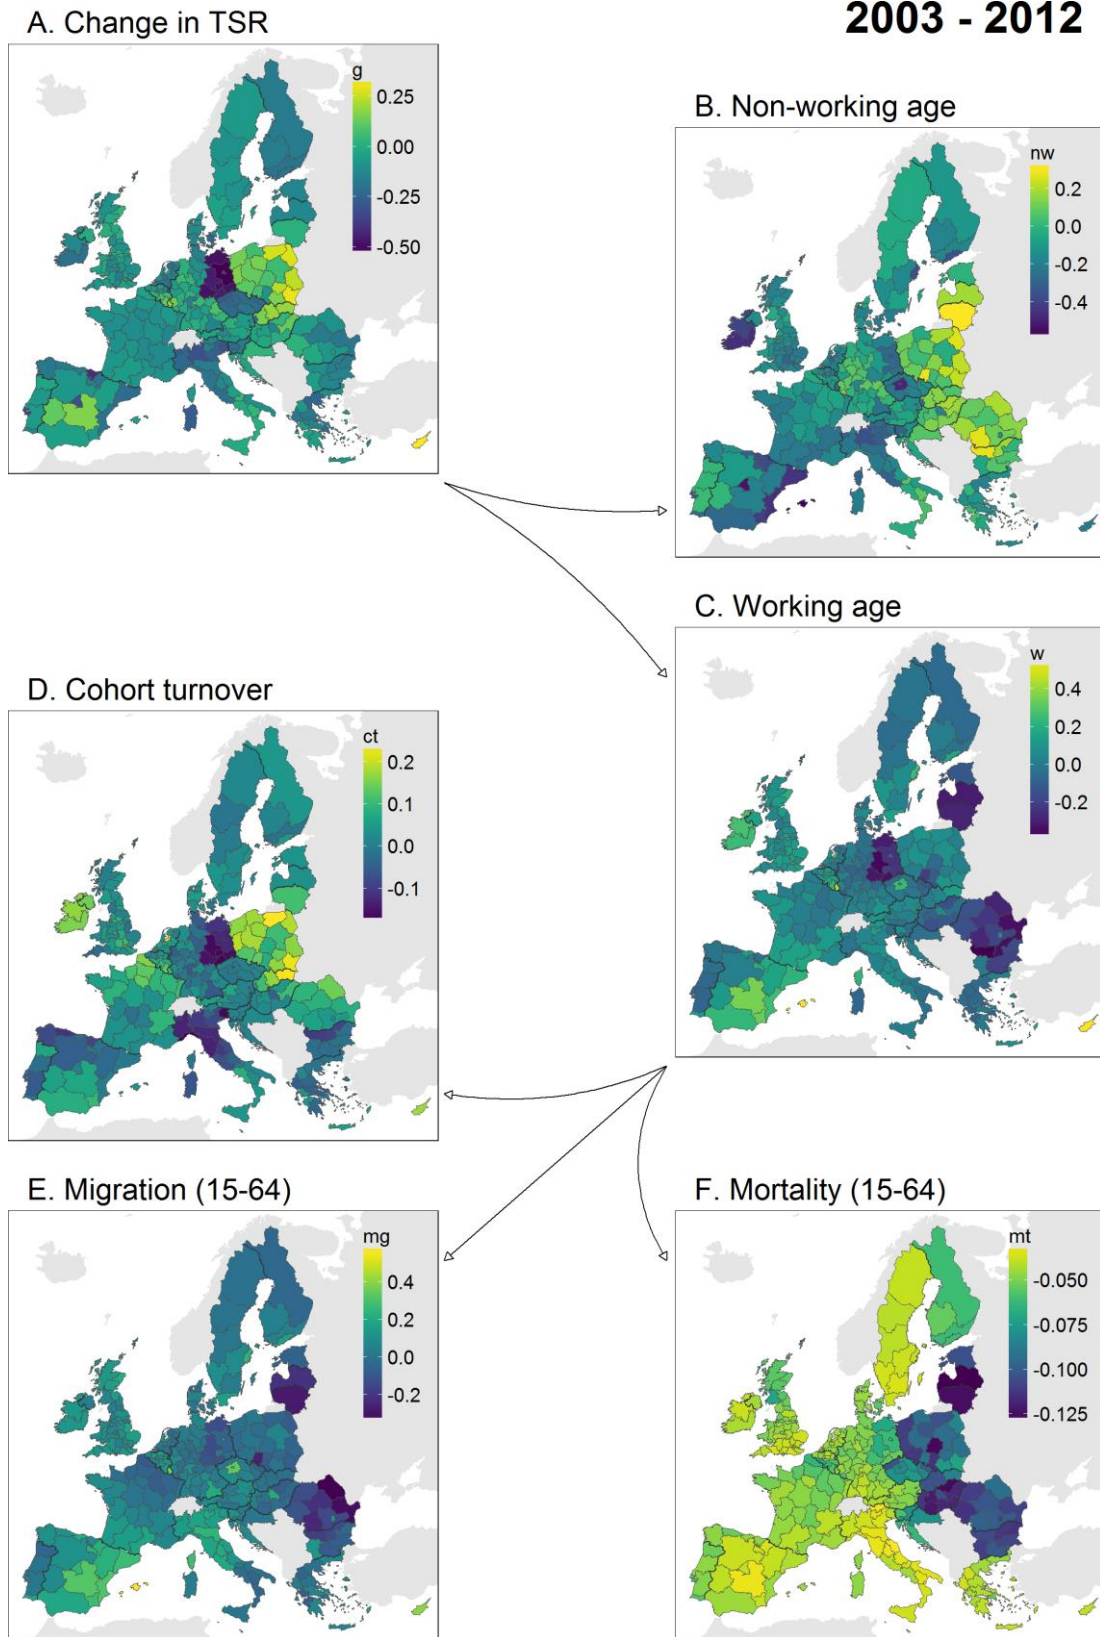 2003 - 2012
A. Change in TSR
g
0.25
0.00
-0.25
-0.50
B. Non-working age
nw
0.2
0.0
-0.2
-0.4
C. Working age
w
0.4
0.2
0.0
-0.2
D. Cohort turnover
ct
0.2
0.1
0.0
-0.1
E. Migration (15-64)
mg
0.4
0.2
0.0
-0.2
F. Mortality (15-64)
mt
-0.050
-0.075
-0.100
-0.125